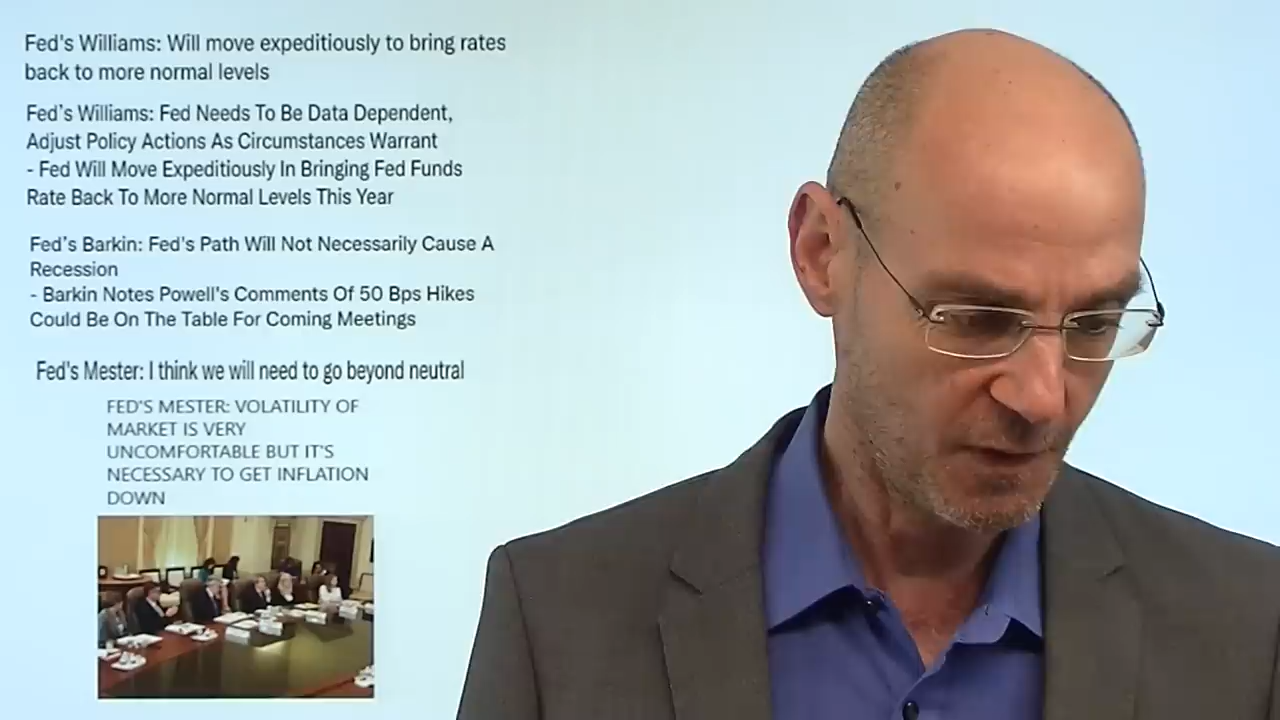 Fed's Williams: Will move expeditiously to bring rates
back to more normal levels
Fed's Williams: Fed Needs To Be Data Dependent,
Adjust Policy Actions As Circumstances Warrant
- Fed Will Move Expeditiously In Bringing Fed Funds
Rate Back To More Normal Levels This Year
Fed's Barkin: Fed's Path Will Not Necessarily Cause A
Recession
- Barkin Notes Powell's Comments Of 50 Bps Hikes
Could Be On The Table For Coming Meetings
Fed's Mester: I think we will need to go beyond neutral
FED'S MESTER: VOLATILITY OF
MARKET IS VERY
UNCOMFORTABLE BUT IT'S
NECESSARY TO GET INFLATION
DOWN